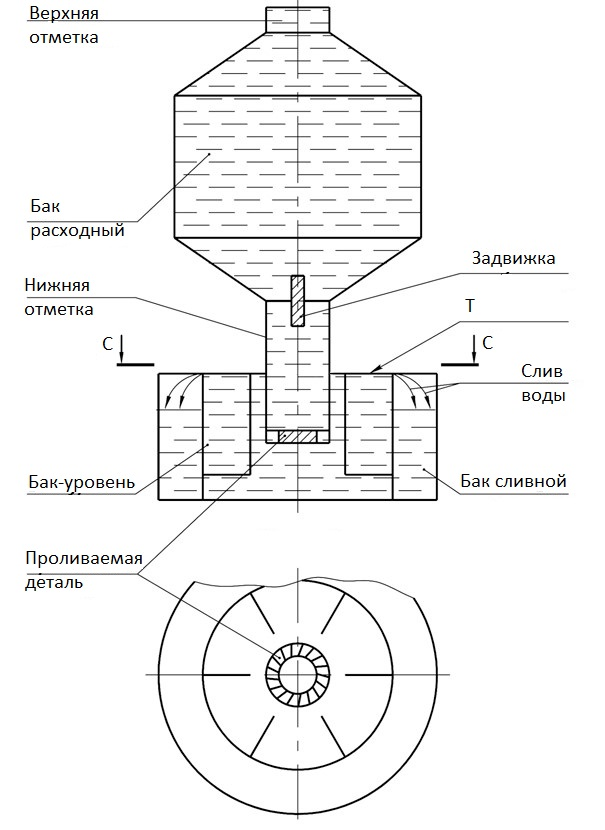 Верхняя
отметка
Бак
расходный
Задвижка
Нижняя
отметка
Т
С
С
Слив
воды
Бак-уровень
Бак сливной
Проливаемая
деталь